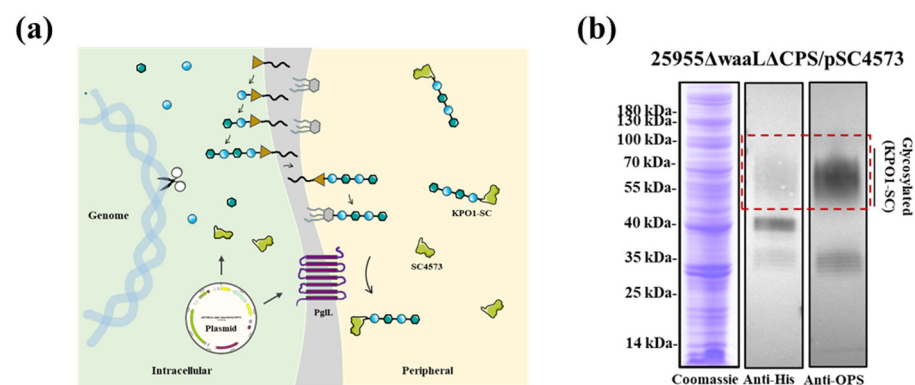 (a)
Genome
Plasmid
Intracellular
PglL
KPO1-SC
SC4573
Peripheral
(b)
25955ΔwaaLΔCPS/pSC4573
180 kDa-
130 kDa-
100 kDa-
70 kDa-
55 kDa-
40 kDa-
35 kDa-
25 kDa-
14 kDa-
Glycosylated
(KPO1-SC)
Coomassie Anti-His Anti-OPS